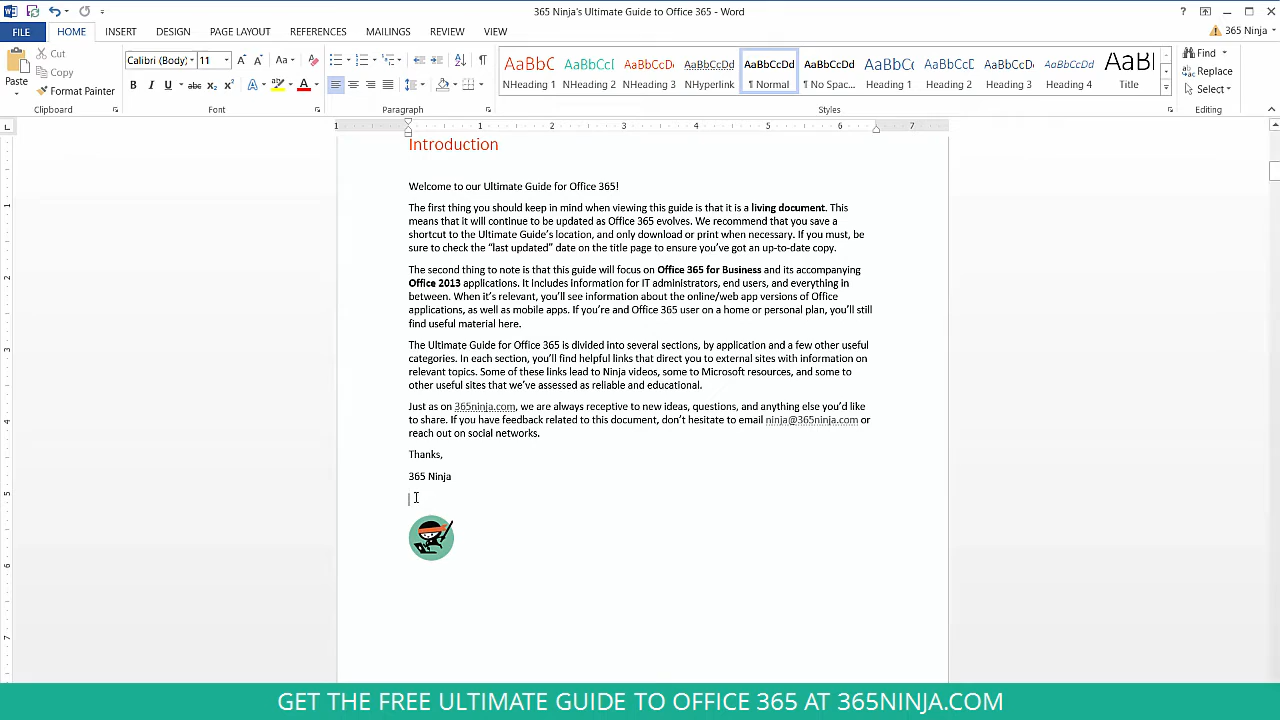 365 Ninja's Ultimate Guide to Office 365 - Word
FILE HOME INSERT DESIGN PAGE LAYOUT REFERENCES MAILINGS REVIEW VIEW 365 Ninja
Paste
Cut
Copy
Format Painter
Clipboard
Calibri (Body) 11
Font
Paragraph
AaBbC AaBbCcI AaBbCcDc AaBbCcDd AaBbCcDd AaBbCcDd AaBbCc AaBbCcD AaBbCcDc AaBbCcDd AaBl
NHeading 1 NHeading 2 NHeading 3 NHyperlink ¶ Normal ¶ No Spac... Heading 1 Heading 2 Heading 3 Heading 4 Title
Styles
Find
Replace
Select
Editing
1 1 2 3 4 5 6 7
Introduction
Welcome to our Ultimate Guide for Office 365!
The first thing you should keep in mind when viewing this guide is that it is a living document. This
means that it will continue to be updated as Office 365 evolves. We recommend that you save a
shortcut to the Ultimate Guide's location, and only download or print when necessary. If you must, be
sure to check the “last updated” date on the title page to ensure you've got an up-to-date copy.
The second thing to note is that this guide will focus on Office 365 for Business and its accompanying
Office 2013 applications. It includes information for IT administrators, end users, and everything in
between. When it's relevant, you'll see information about the online/web app versions of Office
applications, as well as mobile apps. If you're and Office 365 user on a home or personal plan, you'll still
find useful material here.
The Ultimate Guide for Office 365 is divided into several sections, by application and a few other useful
categories. In each section, you'll find helpful links that direct you to external sites with information on
relevant topics. Some of these links lead to Ninja videos, some to Microsoft resources, and some to
other useful sites that we've assessed as reliable and educational.
Just as on 365ninja.com, we are always receptive to new ideas, questions, and anything else you'd like
to share. If you have feedback related to this document, don't hesitate to email ninja@365ninja.com or
reach out on social networks.
Thanks,
365 Ninja
GET THE FREE ULTIMATE GUIDE TO OFFICE 365 AT 365NINJA.COM